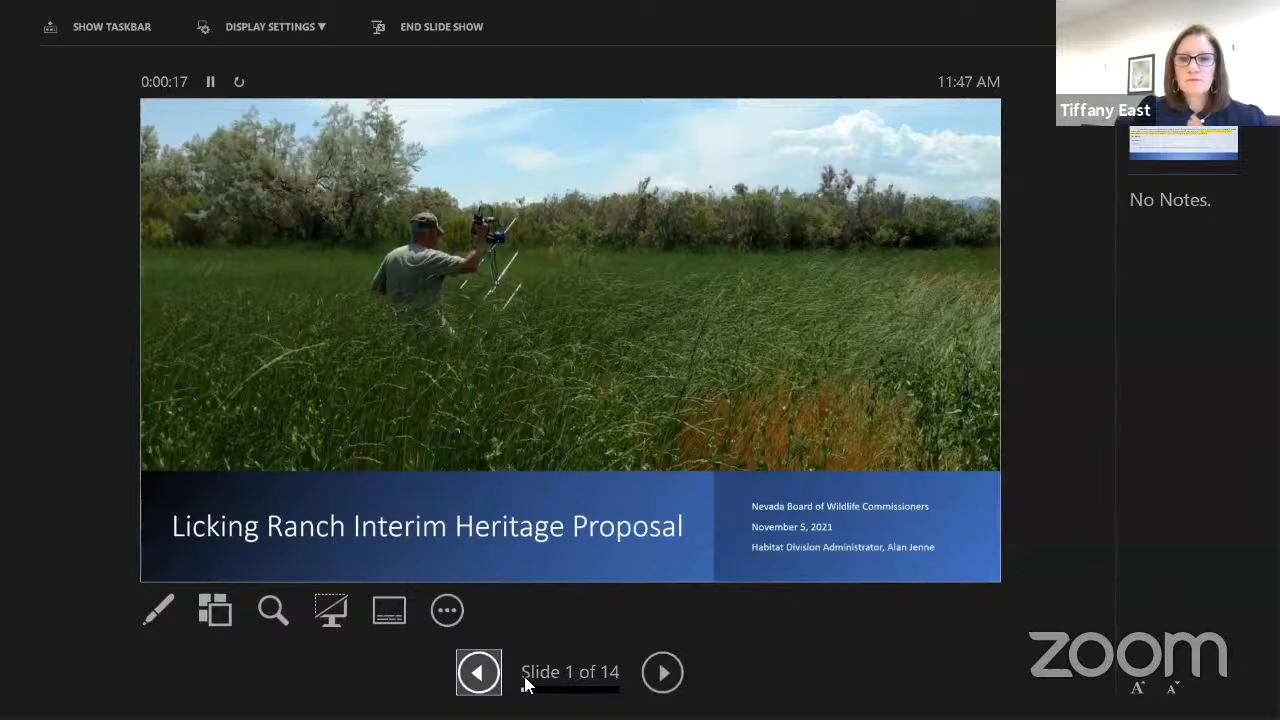 SHOW TASKBAR
DISPLAY SETTINGS ▼
END SLIDE SHOW
0:00:17
11:47 AM
Tiffany East
No Notes.
Licking Ranch Interim Heritage Proposal
Nevada Board of Wildlife Commissioners
November 5, 2021
Habitat Division Administrator, Alan Jenne
Slide 1 of 14
zoom
A A